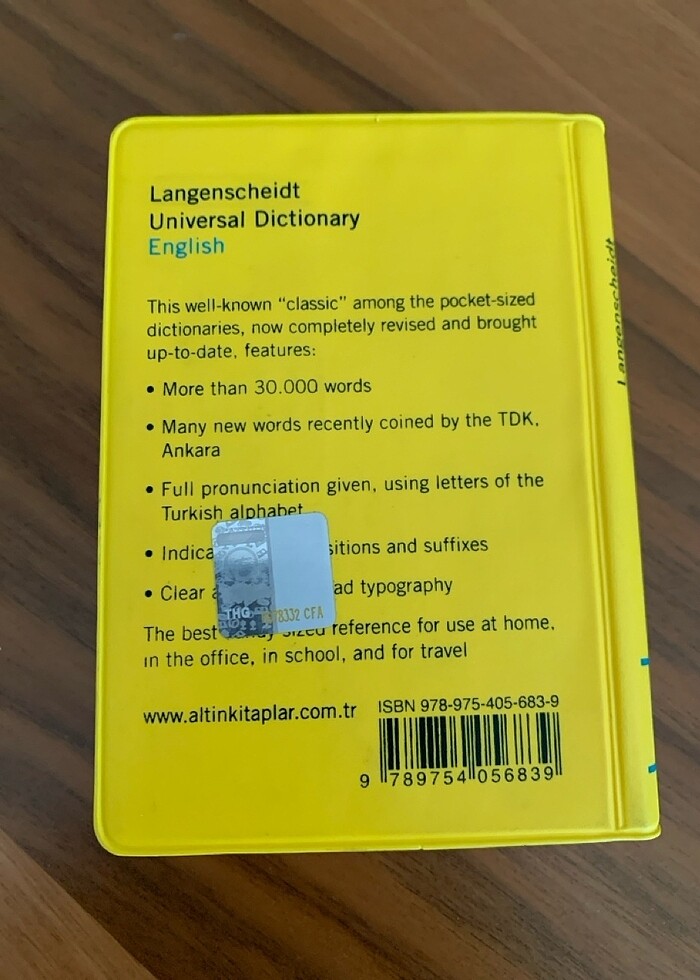 Langenscheidt
Universal Dictionary
English
This well-known “classic” among the pocket-sized
dictionaries, now completely revised and brought
up-to-date, features:
• More than 30.000 words
• Many new words recently coined by the TDK,
Ankara
• Full pronunciation given, using letters of the
Turkish alphabet
• and suffixes
• Clear typography
The best reference for use at home,
in the office, in school, and for travel
www.altinkitaplar.com.tr
ISBN 978-975-405-683-9
9 789754 056839
THG CFA
Langenscheidt